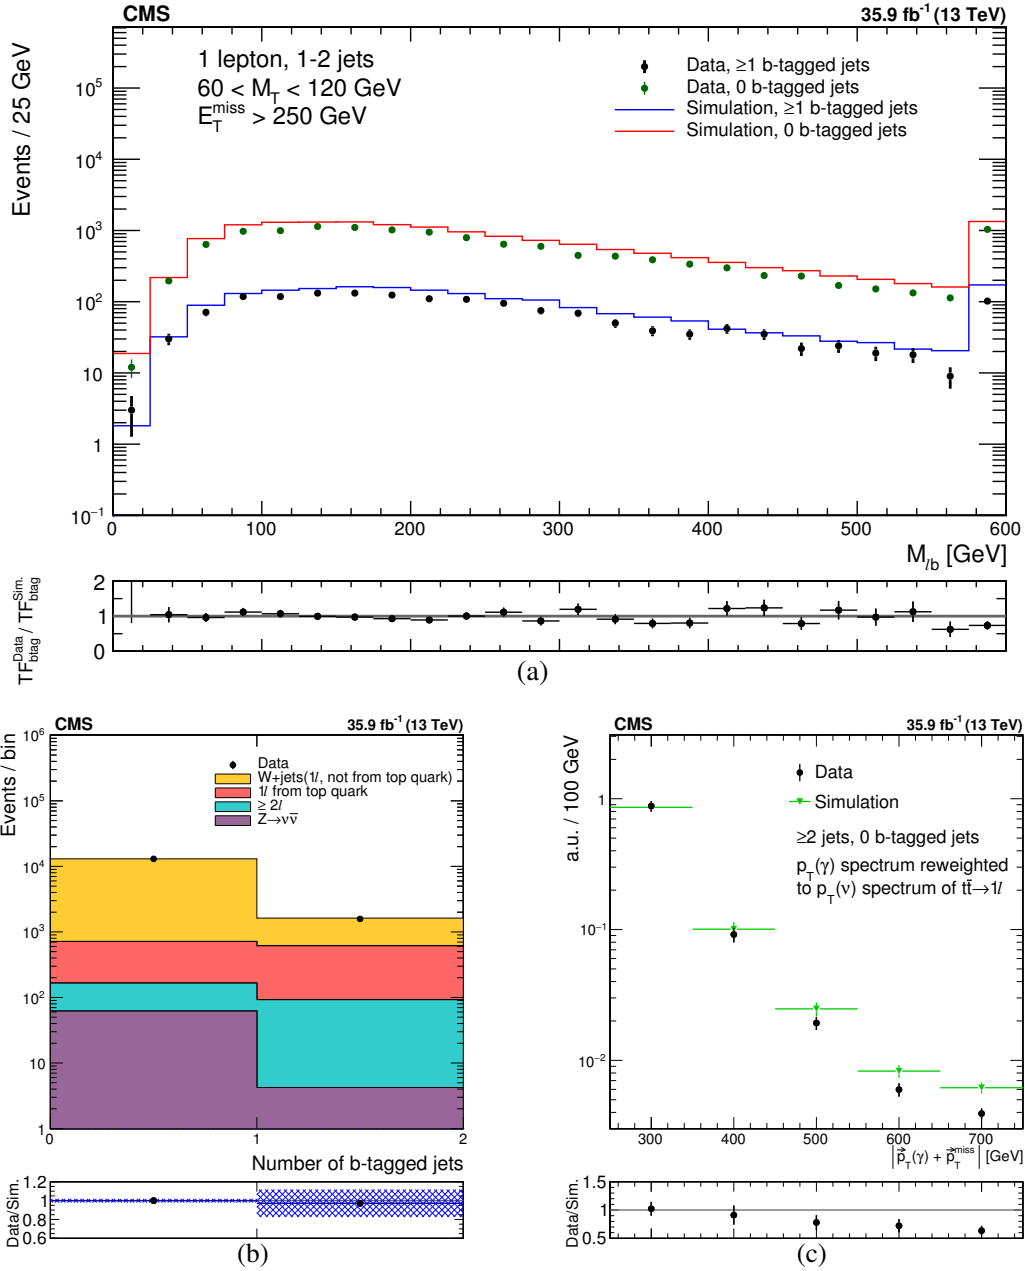 CMS 35.9 fb⁻¹ (13 TeV)
Events / 25 GeV
1 lepton, 1-2 jets
60 < M_T < 120 GeV
E_T^miss > 250 GeV
Data, ≥1 b-tagged jets
Data, 0 b-tagged jets
Simulation, ≥1 b-tagged jets
Simulation, 0 b-tagged jets
10⁵
10⁴
10³
10²
10
1
10⁻¹
0 100 200 300 400 500 600
M_lb [GeV]
TF_btag^Data / TF_btag^Sim.
2
1
0
(a)
CMS 35.9 fb⁻¹ (13 TeV)
Events / bin
10⁶
10⁵
10⁴
10³
10²
10
1
Data
W+jets(1l, not from top quark)
1l from top quark
≥ 2l
Z→νν̄
0 1 2
Number of b-tagged jets
Data/Sim.
1.2
1
0.8
0.6
(b)
CMS 35.9 fb⁻¹ (13 TeV)
a.u. / 100 GeV
1
10⁻¹
10⁻²
Data
Simulation
≥2 jets, 0 b-tagged jets
p_T(γ) spectrum reweighted
to p_T(ν) spectrum of tt̄→1l
300 400 500 600 700
|p⃗_T(γ) + p⃗_T^miss| [GeV]
Data/Sim.
1.5
1
0.5
(c)